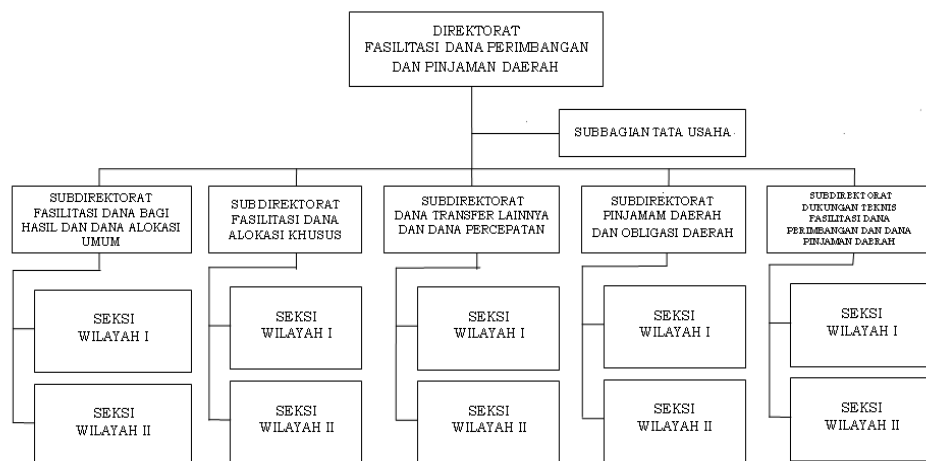 DIREKTORAT
FASILITASI DANA PERIMBANGAN
DAN PINJAMAN DAERAH
SUBBAGIAN TATA USAHA
SUBDIREKTORAT
FASILITASI DANA BAGI
HASIL DAN DANA ALOKASI
UMUM
SUBDIREKTORAT
FASILITASI DANA
ALOKASI KHUSUS
SUBDIREKTORAT
DANA TRANSFER LAINNYA
DAN DANA PERCEPATAN
SUBDIREKTORAT
PINJAMAM DAERAH
DAN OBLIGASI DAERAH
SUBDIREKTORAT
DUKUNGAN TEKNIS
FASILITASI DANA
PERIMBANGAN DAN DANA
PINJAMAN DAERAH
SEKSI
WILAYAH I
SEKSI
WILAYAH I
SEKSI
WILAYAH I
SEKSI
WILAYAH I
SEKSI
WILAYAH I
SEKSI
WILAYAH II
SEKSI
WILAYAH II
SEKSI
WILAYAH II
SEKSI
WILAYAH II
SEKSI
WILAYAH II